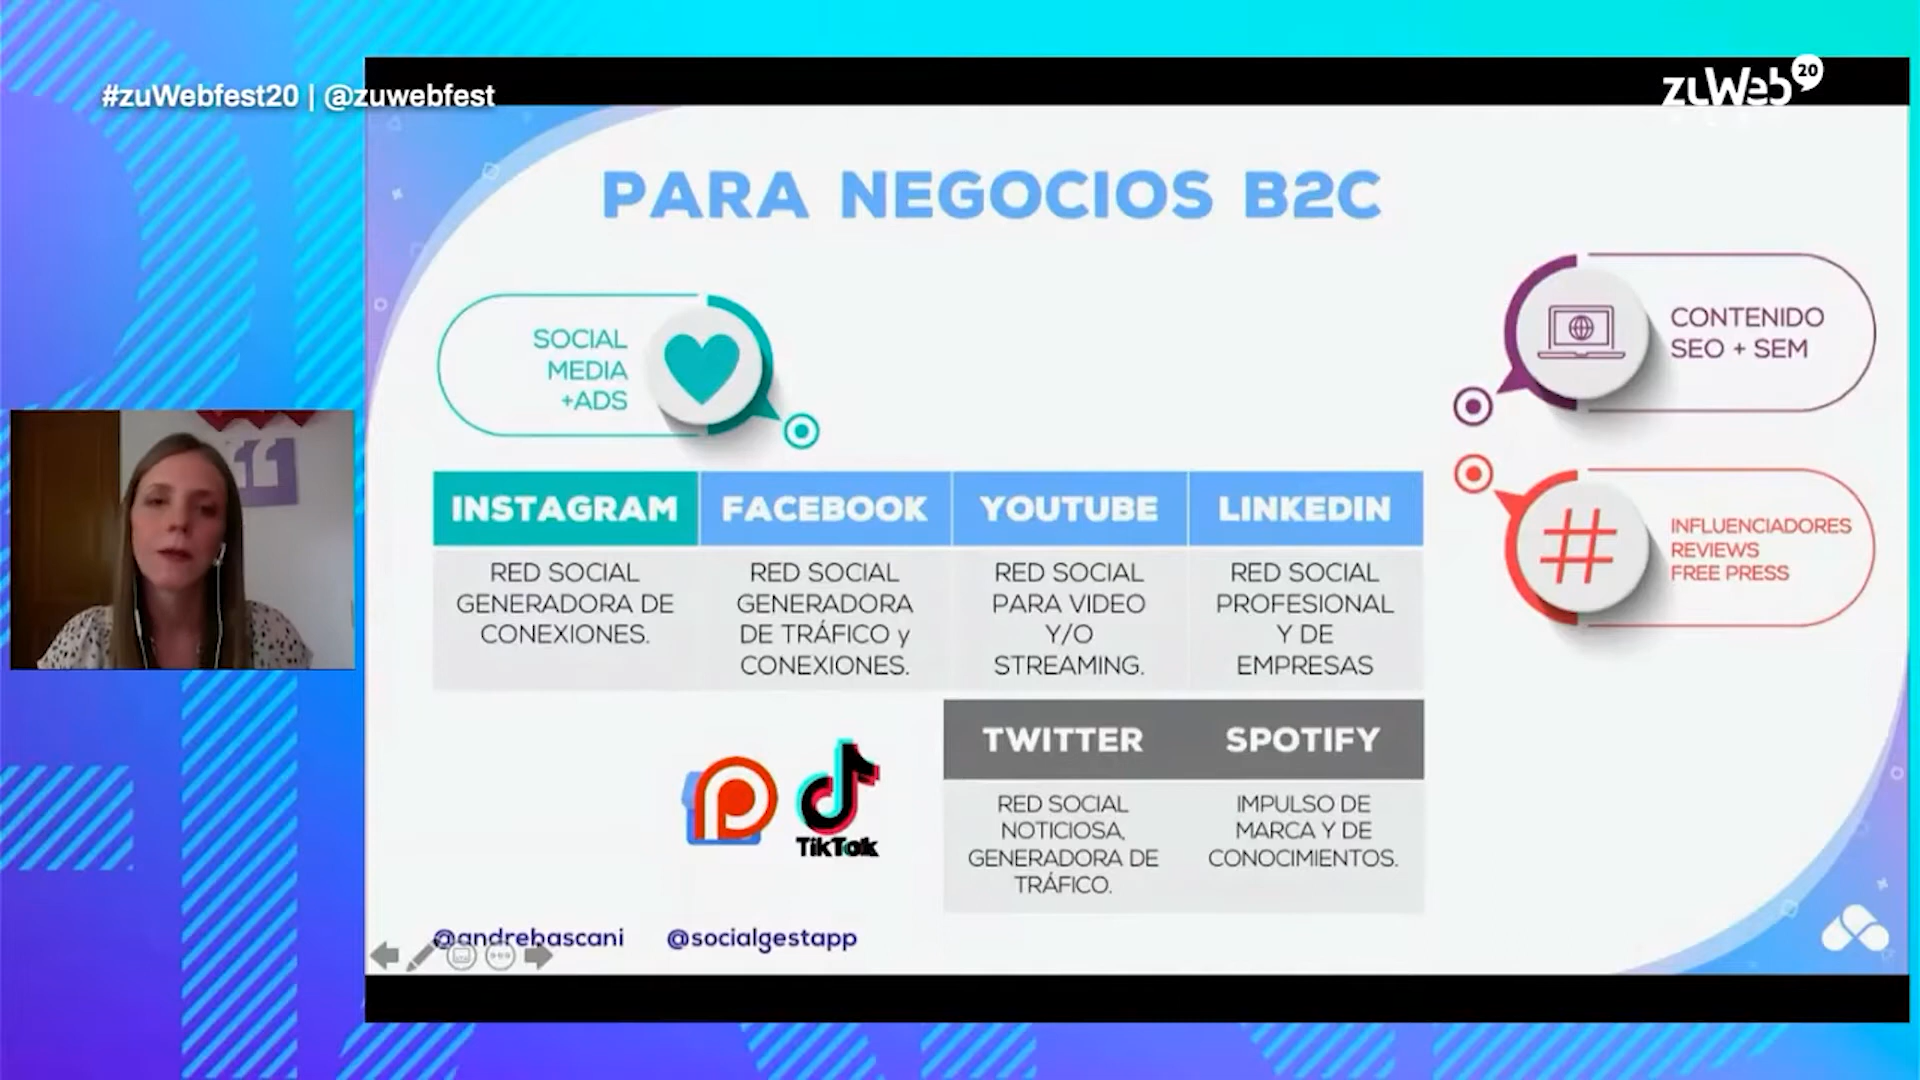 #zuWebfest20 | @zuwebfest
zuWeb 20
PARA NEGOCIOS B2C
SOCIAL
MEDIA
+ADS
CONTENIDO
SEO + SEM
INFLUENCIADORES
REVIEWS
FREE PRESS
INSTAGRAM
RED SOCIAL
GENERADORA DE
CONEXIONES.
FACEBOOK
RED SOCIAL
GENERADORA
DE TRÁFICO y
CONEXIONES.
YOUTUBE
RED SOCIAL
PARA VIDEO
Y/O
STREAMING.
LINKEDIN
RED SOCIAL
PROFESIONAL
Y DE
EMPRESAS
TWITTER
RED SOCIAL
NOTICIOSA,
GENERADORA DE
TRÁFICO.
SPOTIFY
IMPULSO DE
MARCA Y DE
CONOCIMIENTOS.
TikTok
@andrebascani
@socialgestapp